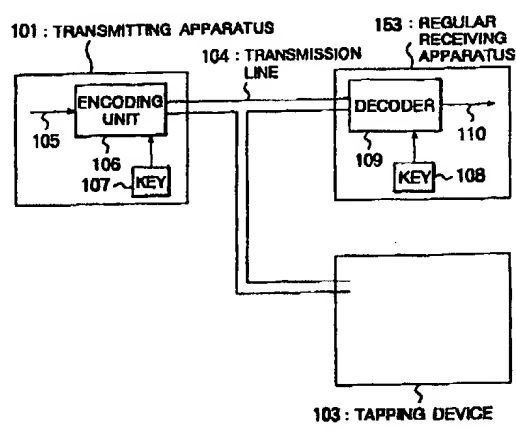 101 : TRANSMITTING APPARATUS
104 : TRANSMISSION
LINE
153 : REGULAR
RECEIVING
APPARATUS
ENCODING
UNIT
DECODER
105
106
109
110
107
KEY
KEY
108
103 : TAPPING DEVICE